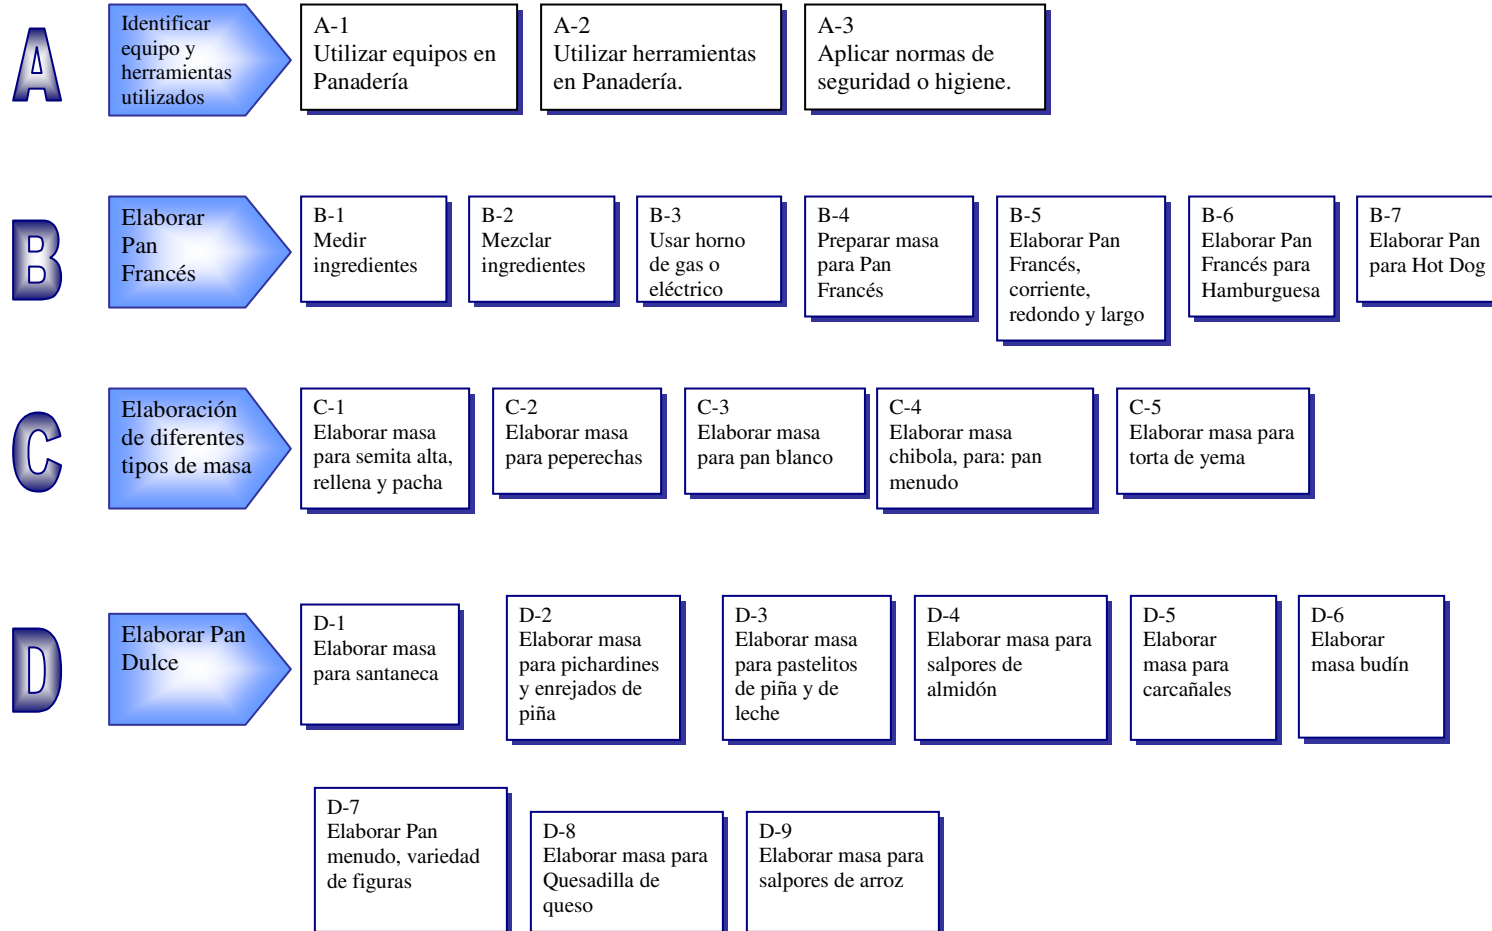 A
Identificar
equipo y
herramientas
utilizados
A-1
Utilizar equipos en
Panadería
A-2
Utilizar herramientas
en Panadería.
A-3
Aplicar normas de
seguridad o higiene.
B
Elaborar
Pan
Francés
B-1
Medir
ingredientes
B-2
Mezclar
ingredientes
B-3
Usar horno
de gas o
eléctrico
B-4
Preparar masa
para Pan
Francés
B-5
Elaborar Pan
Francés,
corriente,
redondo y largo
B-6
Elaborar Pan
Francés para
Hamburguesa
B-7
Elaborar Pan
para Hot Dog
C
Elaboración
de diferentes
tipos de masa
C-1
Elaborar masa
para semita alta,
rellena y pacha
C-2
Elaborar masa
para peperechas
C-3
Elaborar masa
para pan blanco
C-4
Elaborar masa
chibola, para: pan
menudo
C-5
Elaborar masa para
torta de yema
D
Elaborar Pan
Dulce
D-1
Elaborar masa
para santaneca
D-2
Elaborar masa
para pichardines
y enrejados de
piña
D-3
Elaborar masa
para pastelitos
de piña y de
leche
D-4
Elaborar masa para
salpores de
almidón
D-5
Elaborar
masa para
carcañales
D-6
Elaborar
masa budín
D-7
Elaborar Pan
menudo, variedad
de figuras
D-8
Elaborar masa para
Quesadilla de
queso
D-9
Elaborar masa para
salpores de arroz